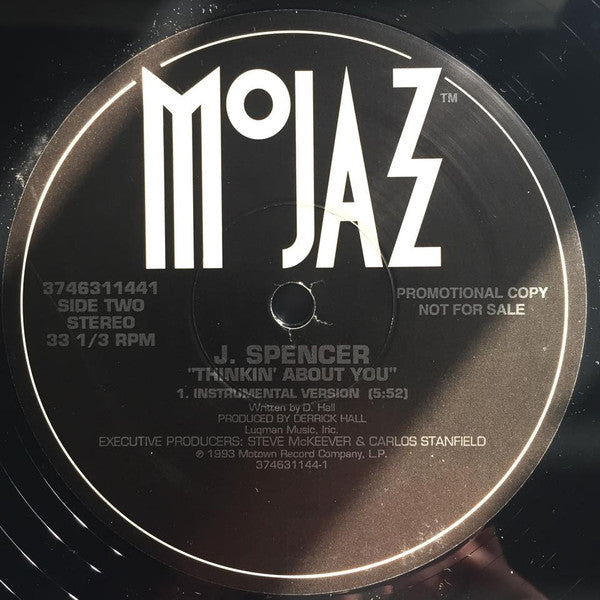 MoJAZZ™
3746311441
SIDE TWO
STEREO
33 1/3 RPM
PROMOTIONAL COPY
NOT FOR SALE
J. SPENCER
"THINKIN' ABOUT YOU"
1. INSTRUMENTAL VERSION (5:52)
Written by D. Hall
PRODUCED BY DERRICK HALL
Luqman Music, Inc.
EXECUTIVE PRODUCERS: STEVE McKEEVER & CARLOS STANFIELD
℗ 1993 Motown Record Company, L.P.
374631144-1